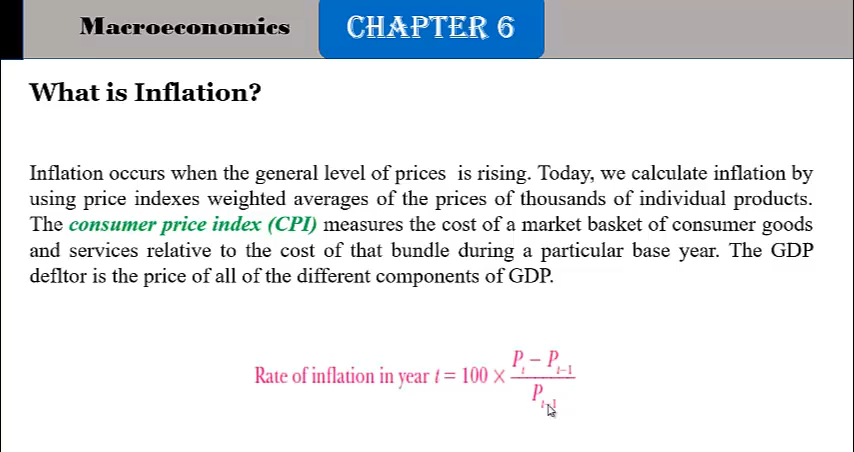 Macroeconomics
CHAPTER 6
What is Inflation?
Inflation occurs when the general level of prices is rising. Today, we calculate inflation by
using price indexes weighted averages of the prices of thousands of individual products.
The consumer price index (CPI) measures the cost of a market basket of consumer goods
and services relative to the cost of that bundle during a particular base year. The GDP
defltor is the price of all of the different components of GDP.
Rate of inflation in year t = 100 × (P_t − P_{t−1}) / P_{t−1}